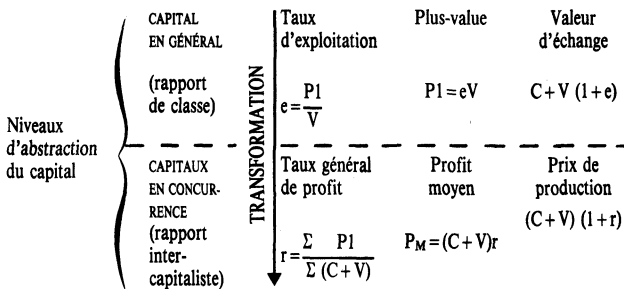 Niveaux
d'abstraction
du capital
CAPITAL
EN GÉNÉRAL
(rapport
de classe)
CAPITAUX
EN CONCUR-
RENCE
(rapport
inter-
capitaliste)
TRANSFORMATION
Taux
d'exploitation
e = P1 / V
Plus-value
P1 = eV
Valeur
d'échange
C + V (1 + e)
Taux général
de profit
r = Σ P1 / Σ (C + V)
Profit
moyen
P_M = (C + V)r
Prix de
production
(C + V) (1 + r)